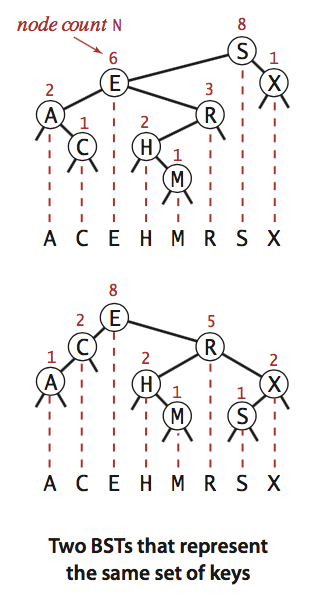 node count N
8
S
6
1
E
X
2
3
A
R
1
2
C
H
1
M
A C E H M R S X
8
E
2
5
C
R
1
2
2
A
H
X
1
1
M
S
A C E H M R S X
Two BSTs that represent
the same set of keys